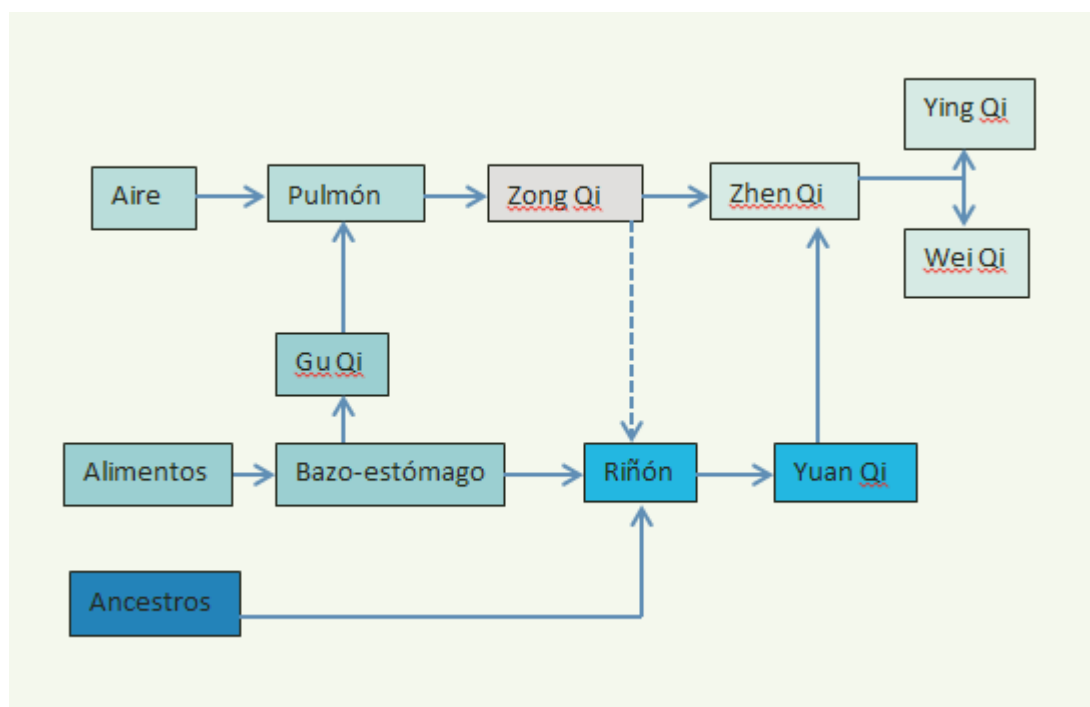 Ying Qi
Aire
Pulmón
Zong Qi
Zhen Qi
Wei Qi
Gu Qi
Alimentos
Bazo-estómago
Riñón
Yuan Qi
Ancestros